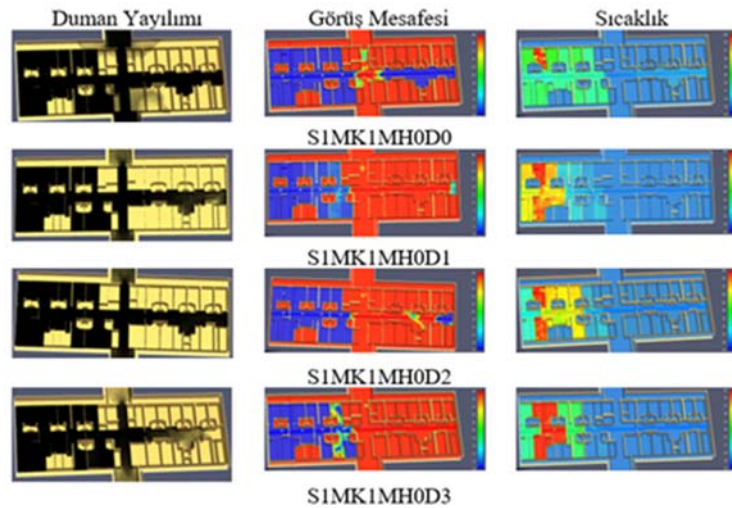 Duman Yayılımı Görüş Mesafesi Sıcaklık
S1MK1MH0D0
S1MK1MH0D1
S1MK1MH0D2
S1MK1MH0D3